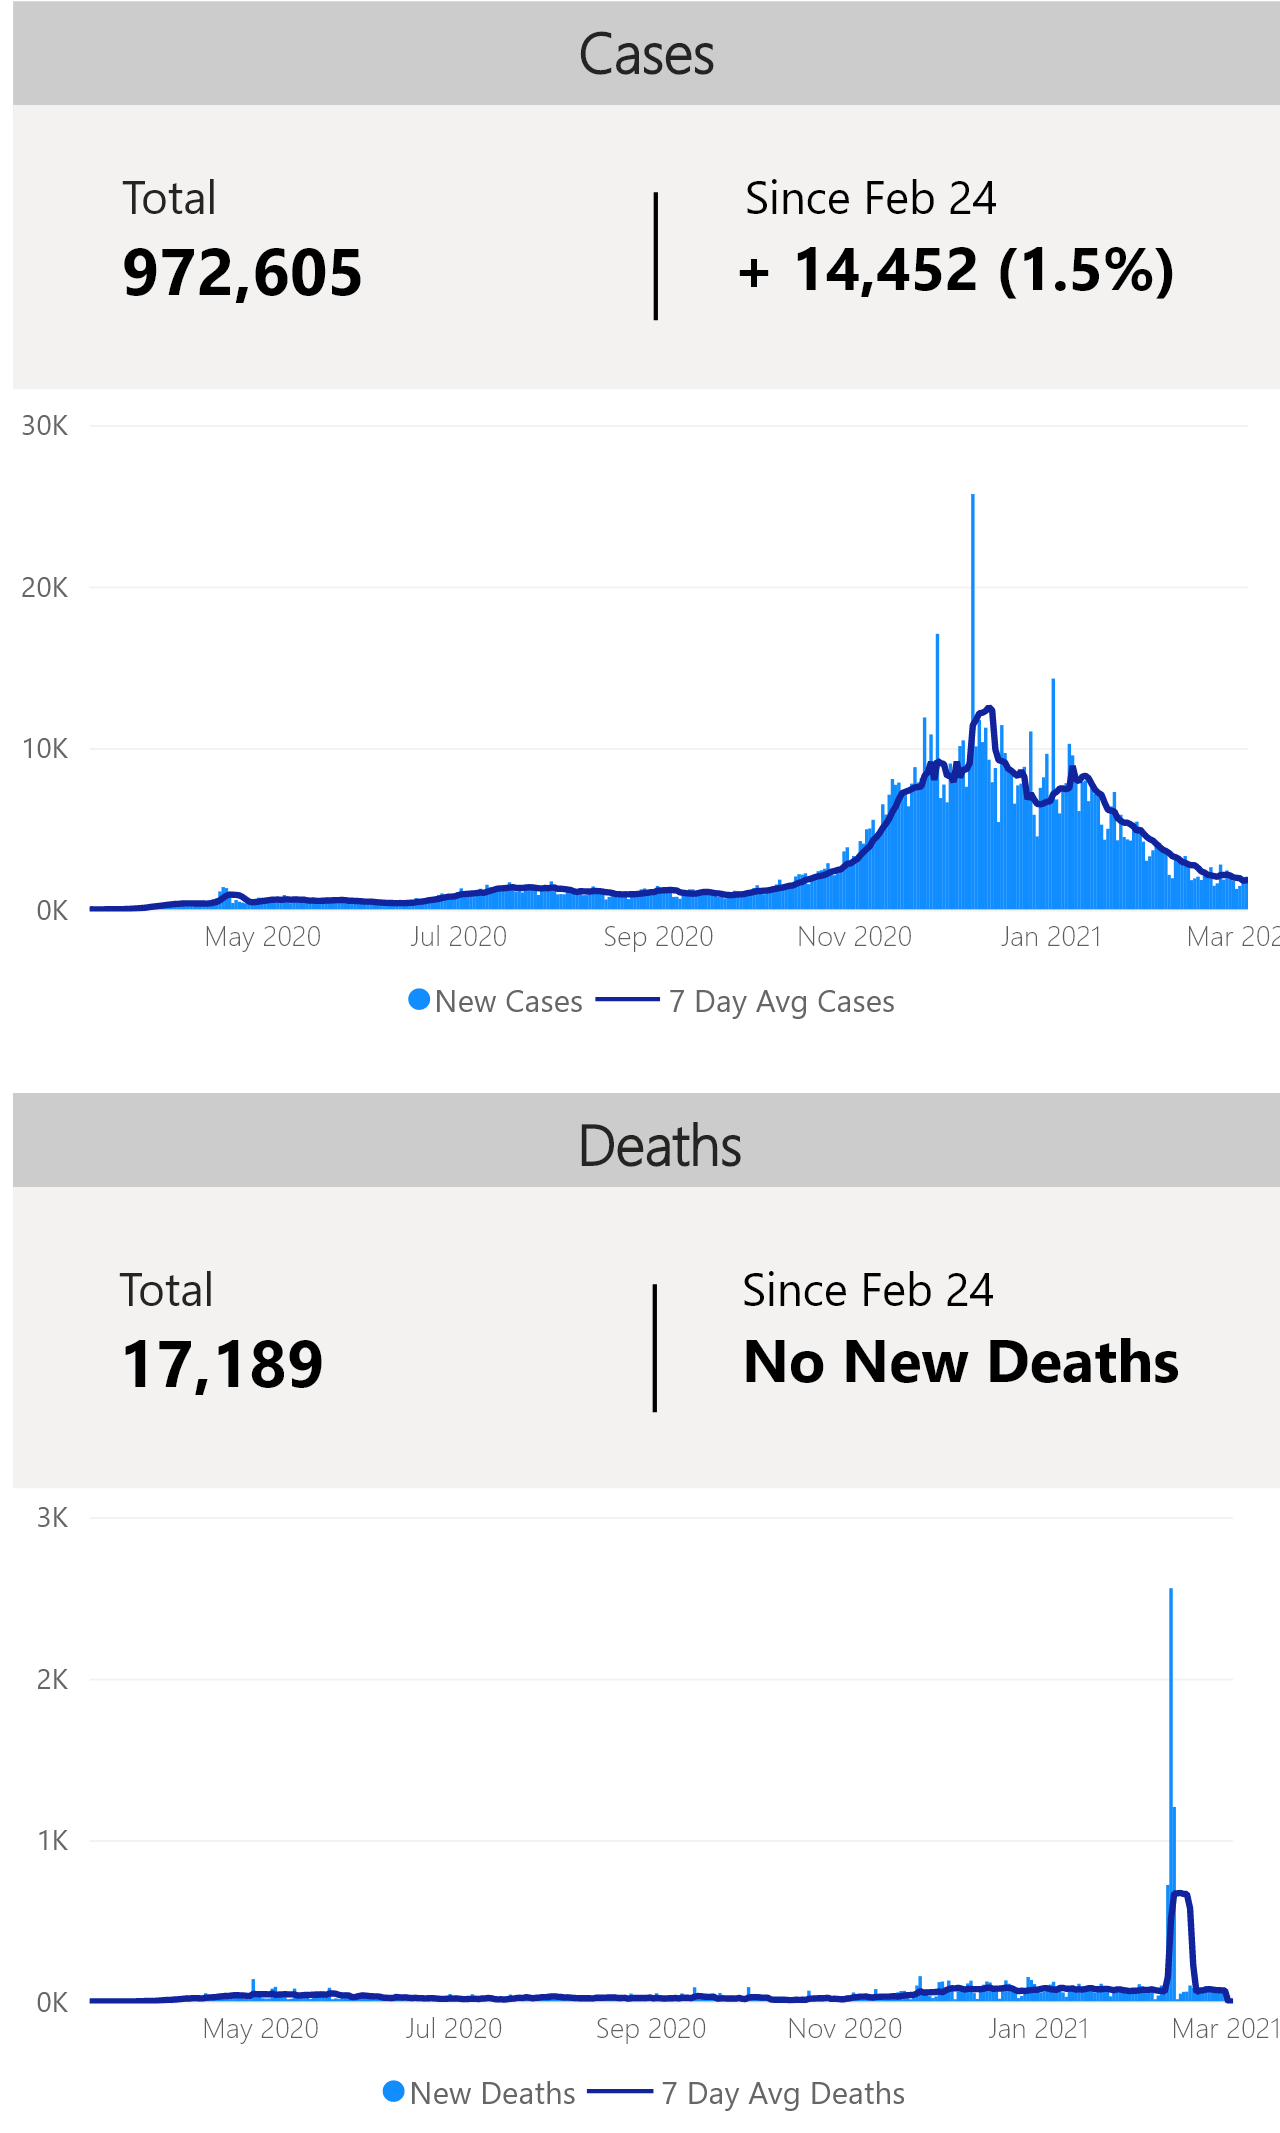 Cases
Total
Since Feb 24
972,605
+ 14,452 (1.5%)
30K
20K
10K
0K
May 2020 Jul 2020 Sep 2020 Nov 2020 Jan 2021 Mar 202
New Cases 7 Day Avg Cases
Deaths
Total
Since Feb 24
17,189
No New Deaths
3K
2K
1K
0K
May 2020 Jul 2020 Sep 2020 Nov 2020 Jan 2021 Mar 2021
New Deaths 7 Day Avg Deaths